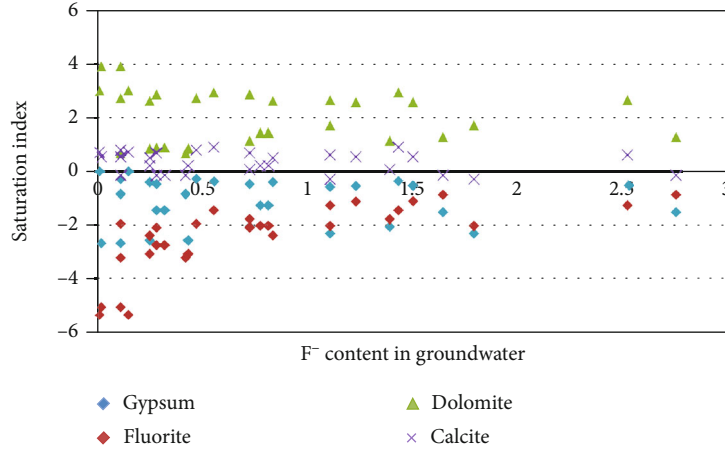 6
4
2
0
−2
−4
−6
Saturation index
0 0.5 1 1.5 2 2.5 3
F− content in groundwater
Gypsum Dolomite
Fluorite Calcite